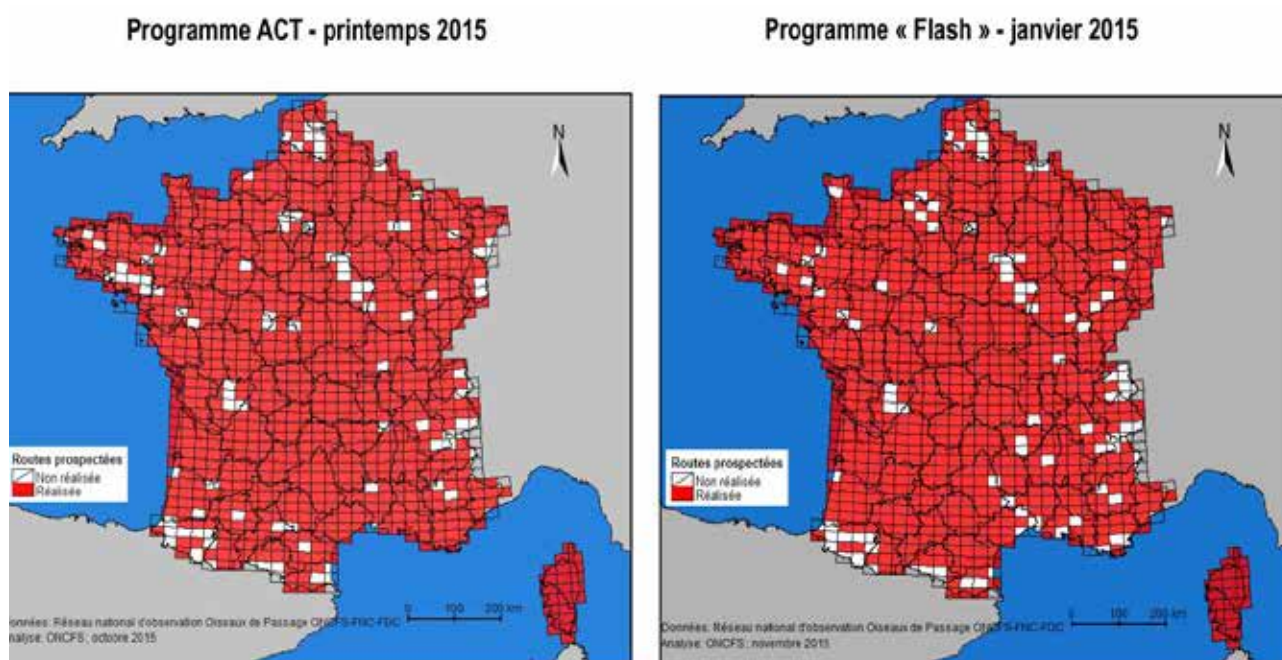 Programme ACT - printemps 2015
N
Routes prospectées
Non réalisée
Réalisée
0 100 200 km
onnées: Réseau national d'observation Oiseaux de Passage ONCFS-FNC-FDC
nalyse: ONCFS; octobre 2015
Programme « Flash » - janvier 2015
N
Routes prospectées
Non réalisée
Réalisée
0 100 200 km
Données: Réseau national d'observation Oiseaux de Passage ONCFS-FNC-FDC
Analyse: ONCFS; novembre 2015